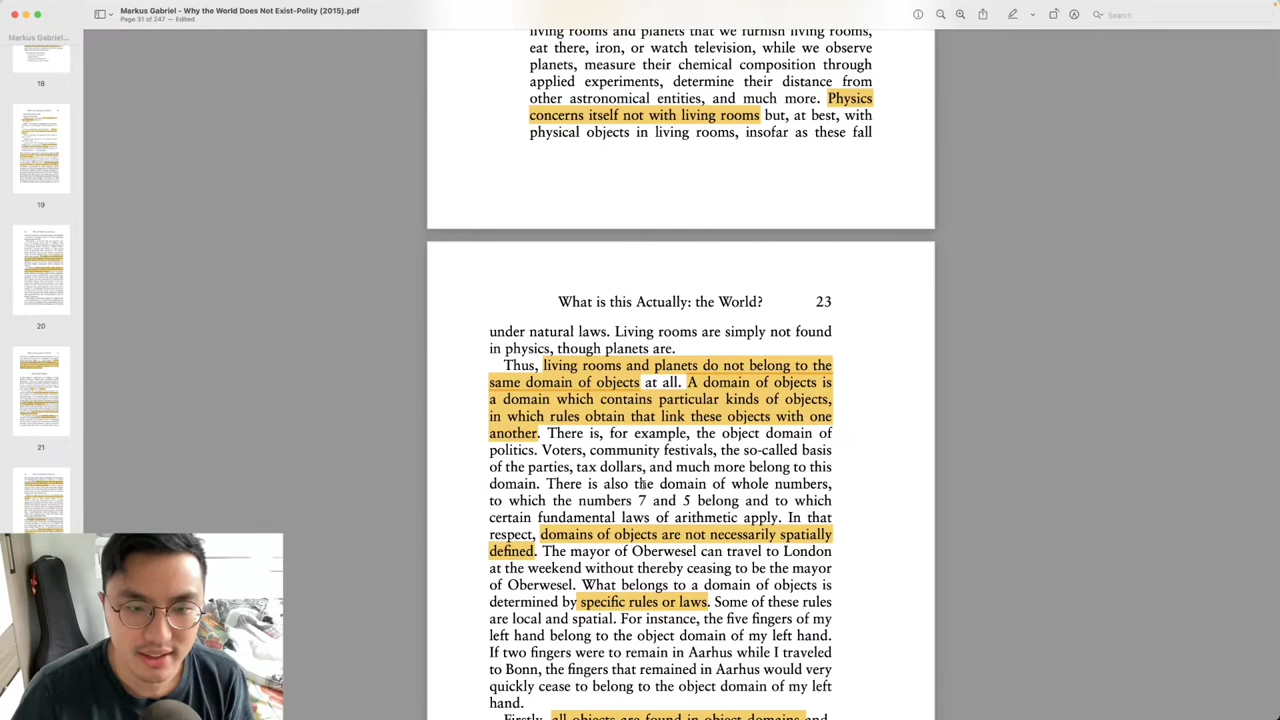 Markus Gabriel - Why the World Does Not Exist-Polity (2015).pdf
Page 31 of 247 — Edited
Search
Markus Gabriel...
18
19
20
21
living rooms and planets that we furnish living rooms,
eat there, iron, or watch television, while we observe
planets, measure their chemical composition through
applied experiments, determine their distance from
other astronomical entities, and much more. Physics
concerns itself not with living rooms but, at best, with
physical objects in living rooms, insofar as these fall
What is this Actually: the World? 23
under natural laws. Living rooms are simply not found
in physics, though planets are.
Thus, living rooms and planets do not belong to the
same domain of objects at all. A domain of objects is
a domain which contains particular kinds of objects,
in which rules obtain that link these objects with one
another. There is, for example, the object domain of
politics. Voters, community festivals, the so-called basis
of the parties, tax dollars, and much more belong to this
domain. There is also the domain of whole numbers,
to which the numbers 7 and 5 belong and to which
certain fundamental laws of arithmetic apply. In that
respect, domains of objects are not necessarily spatially
defined. The mayor of Oberwesel can travel to London
at the weekend without thereby ceasing to be the mayor
of Oberwesel. What belongs to a domain of objects is
determined by specific rules or laws. Some of these rules
are local and spatial. For instance, the five fingers of my
left hand belong to the object domain of my left hand.
If two fingers were to remain in Aarhus while I traveled
to Bonn, the fingers that remained in Aarhus would very
quickly cease to belong to the object domain of my left
hand.
Firstly, all objects are found in object domains and,